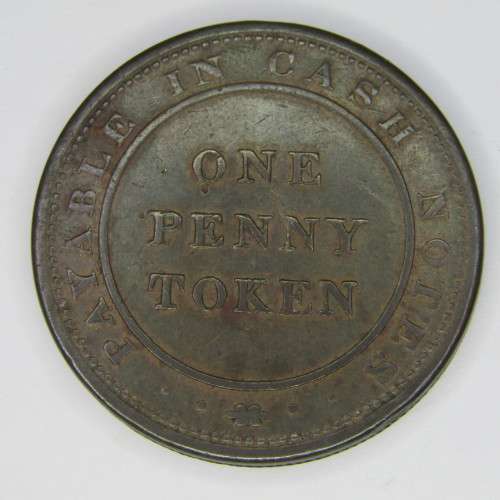 PAYABLE IN CASH NOTES
ONE
PENNY
TOKEN